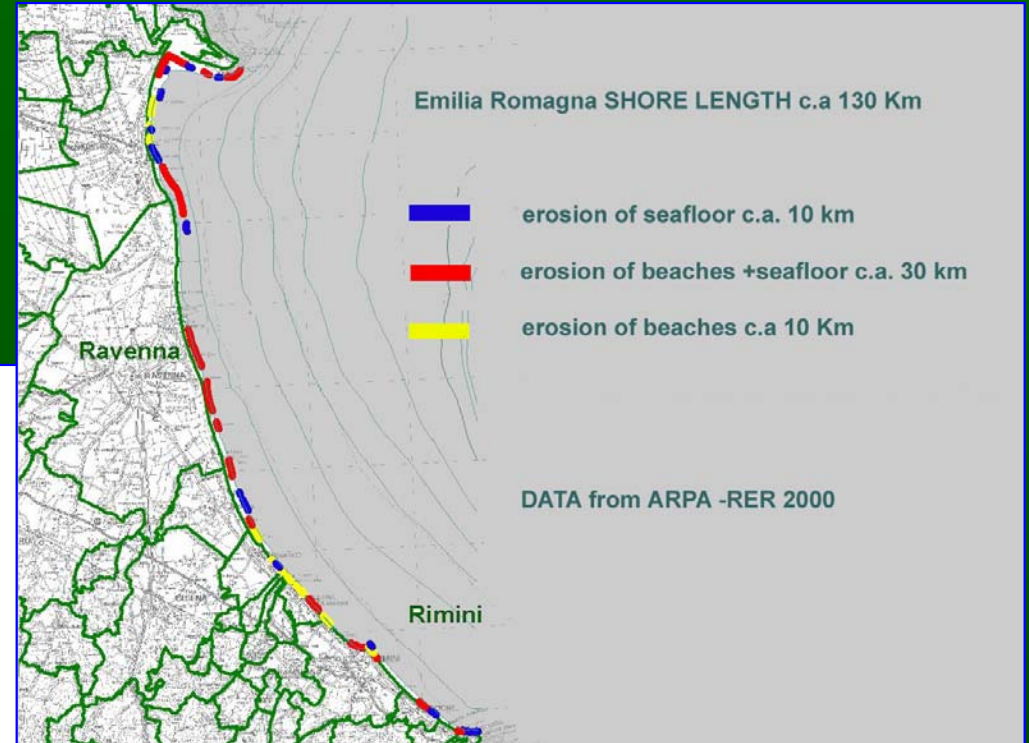 Emilia Romagna SHORE LENGTH c.a 130 Km
erosion of seafloor c.a. 10 km
erosion of beaches +seafloor c.a. 30 km
erosion of beaches c.a 10 Km
Ravenna
RAVENNA
DATA from ARPA -RER 2000
Rimini